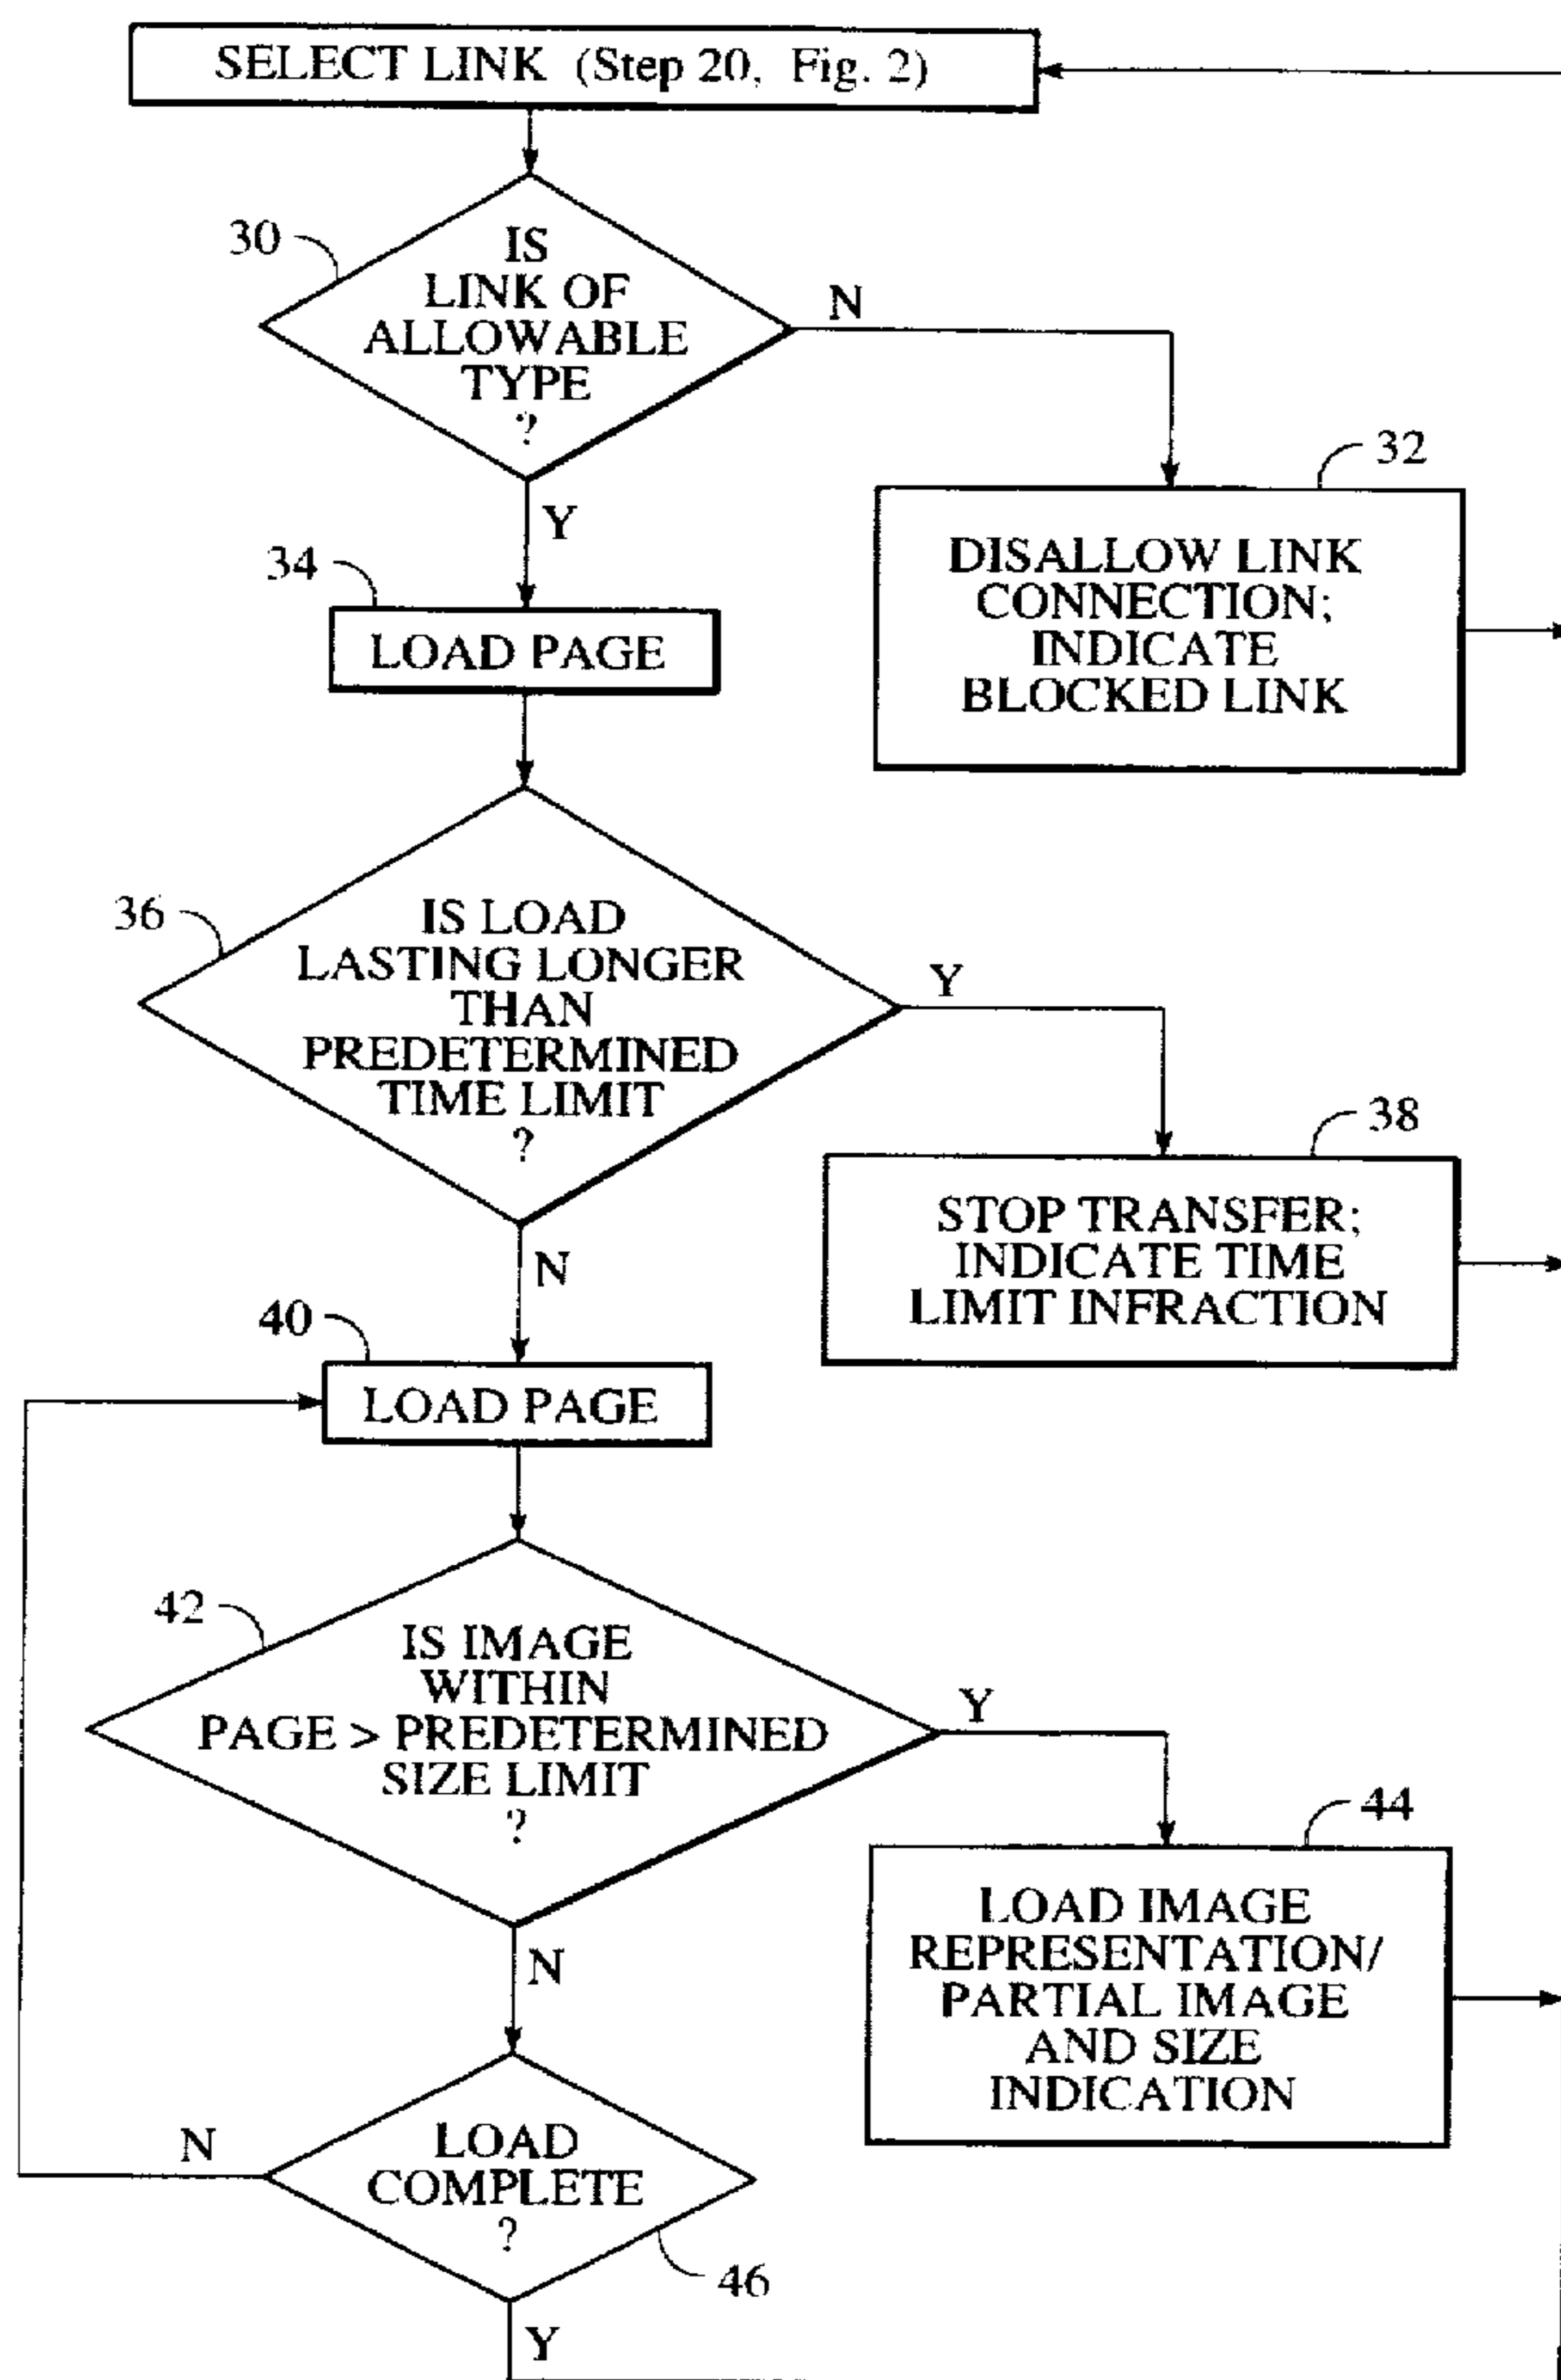 SELECT LINK (Step 20, Fig. 2)
30
IS
LINK OF
ALLOWABLE
TYPE
?
N
Y
32
DISALLOW LINK
CONNECTION;
INDICATE
BLOCKED LINK
34
LOAD PAGE
36
IS LOAD
LASTING LONGER
THAN
PREDETERMINED
TIME LIMIT
?
Y
N
38
STOP TRANSFER;
INDICATE TIME
LIMIT INFRACTION
40
LOAD PAGE
42
IS IMAGE
WITHIN
PAGE > PREDETERMINED
SIZE LIMIT
?
Y
N
44
LOAD IMAGE
REPRESENTATION/
PARTIAL IMAGE
AND SIZE
INDICATION
N
LOAD
COMPLETE
?
46
Y